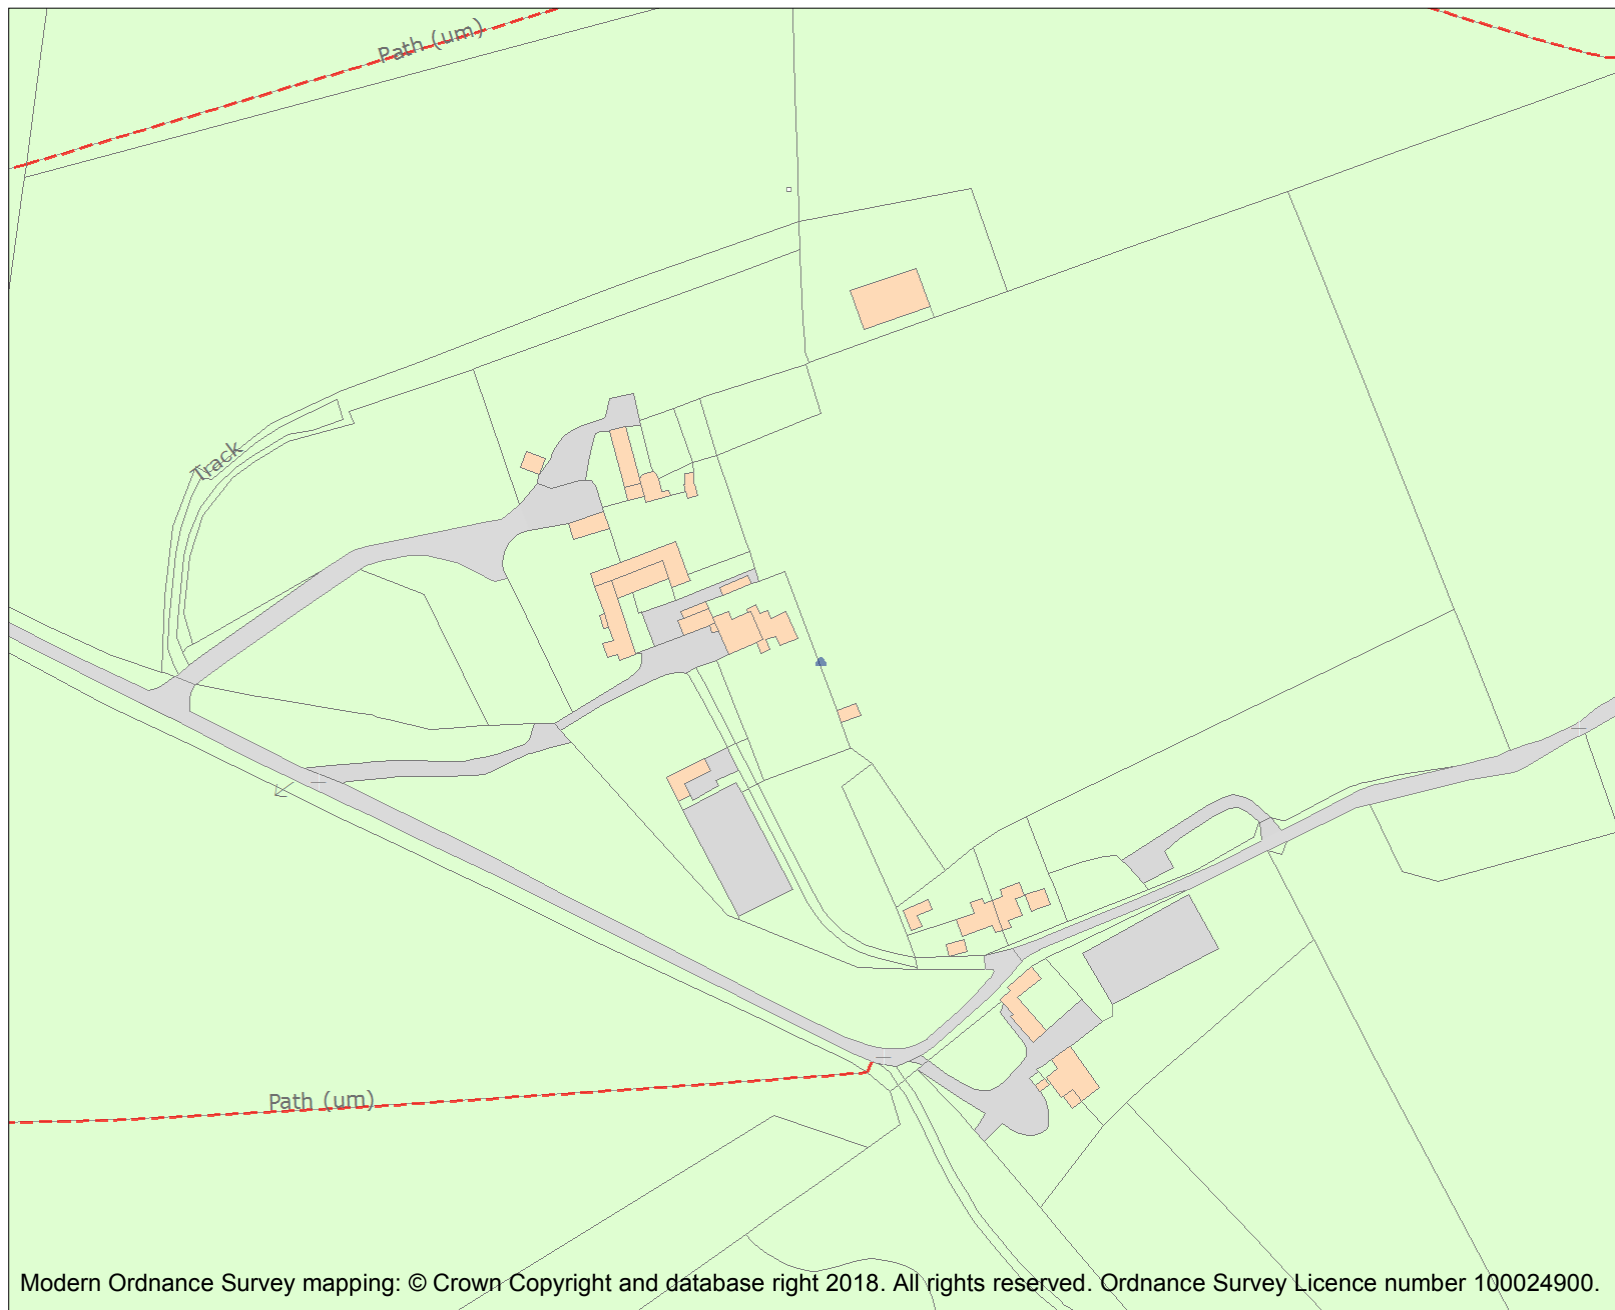 Path (um)
Track
Path (um)
Modern Ordnance Survey mapping: © Crown Copyright and database right 2018. All rights reserved. Ordnance Survey Licence number 100024900.